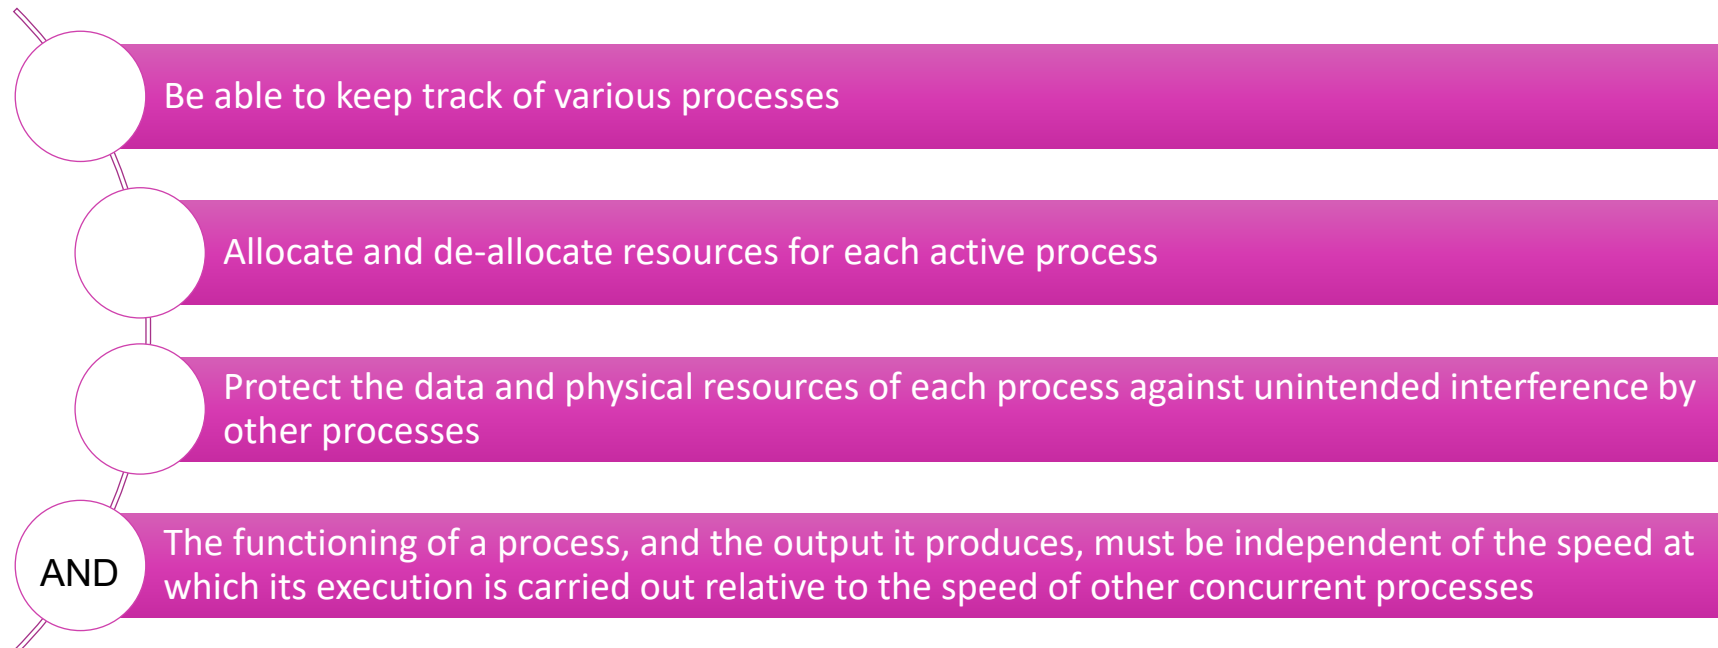 Be able to keep track of various processes
Allocate and de-allocate resources for each active process
Protect the data and physical resources of each process against unintended interference by
other processes
AND
The functioning of a process, and the output it produces, must be independent of the speed at
which its execution is carried out relative to the speed of other concurrent processes